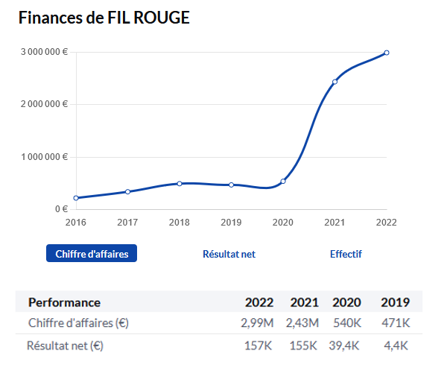 Finances de FIL ROUGE
3 000 000 €
2 000 000 €
1 000 000 €
0 €
2016 2017 2018 2019 2020 2021 2022
Chiffre d'affaires Résultat net Effectif
Performance 2022 2021 2020 2019
Chiffre d'affaires (€) 2,99M 2,43M 540K 471K
Résultat net (€) 157K 155K 39,4K 4,4K